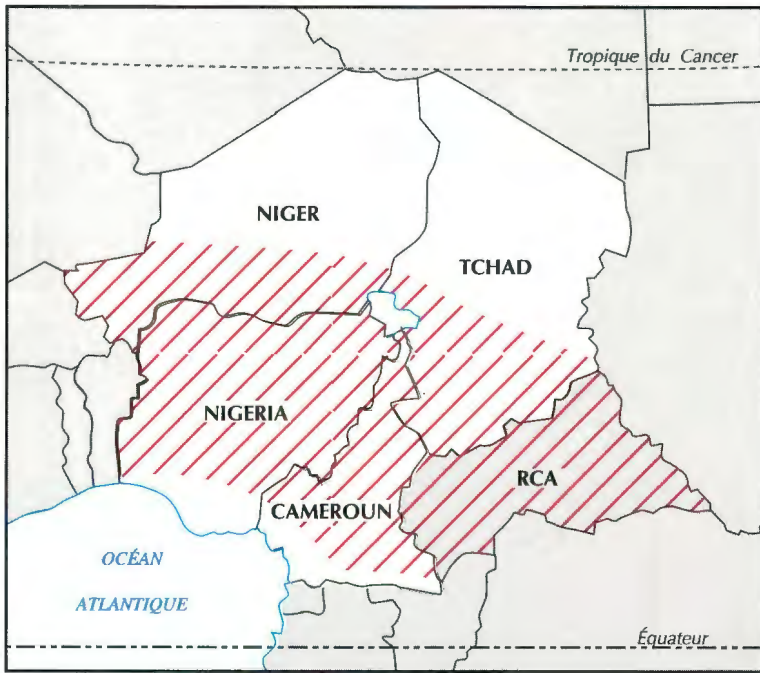 Tropique du Cancer
NIGER
TCHAD
NIGERIA
RCA
CAMEROUN
OCÉAN
ATLANTIQUE
Équateur